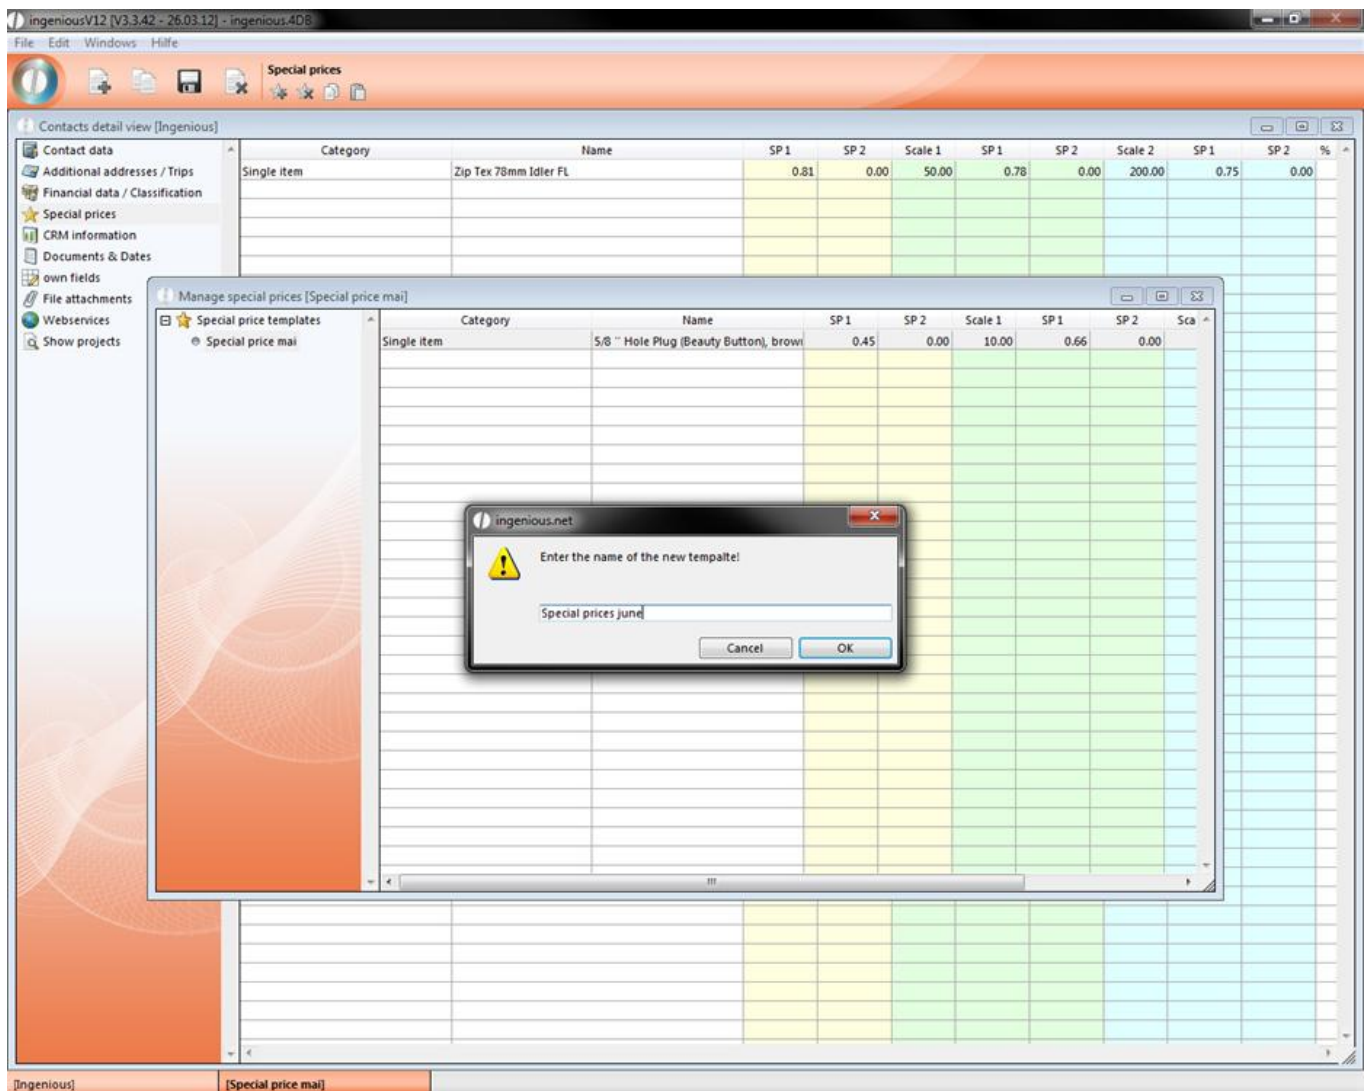 ingeniousV12 [V3.3.42 - 26.03.12] - ingenious.4DB
File Edit Windows Hilfe
Special prices
Contacts detail view [Ingenious]
Contact data
Additional addresses / Trips
Financial data / Classification
Special prices
CRM information
Documents & Dates
own fields
File attachments
Webservices
Show projects
Category Name SP 1 SP 2 Scale 1 SP 1 SP 2 Scale 2 SP 1 SP 2 %
Single item Zip Tex 78mm Idler FL 0.81 0.00 50.00 0.78 0.00 200.00 0.75 0.00
Manage special prices [Special price mai]
Special price templates
Special price mai
Category Name SP 1 SP 2 Scale 1 SP 1 SP 2 Sca
Single item 5/8 ¨ Hole Plug (Beauty Button), brown 0.45 0.00 10.00 0.66 0.00
ingenious.net
Enter the name of the new tempalte!
Special prices june
Cancel OK
[Ingenious] [Special price mai]